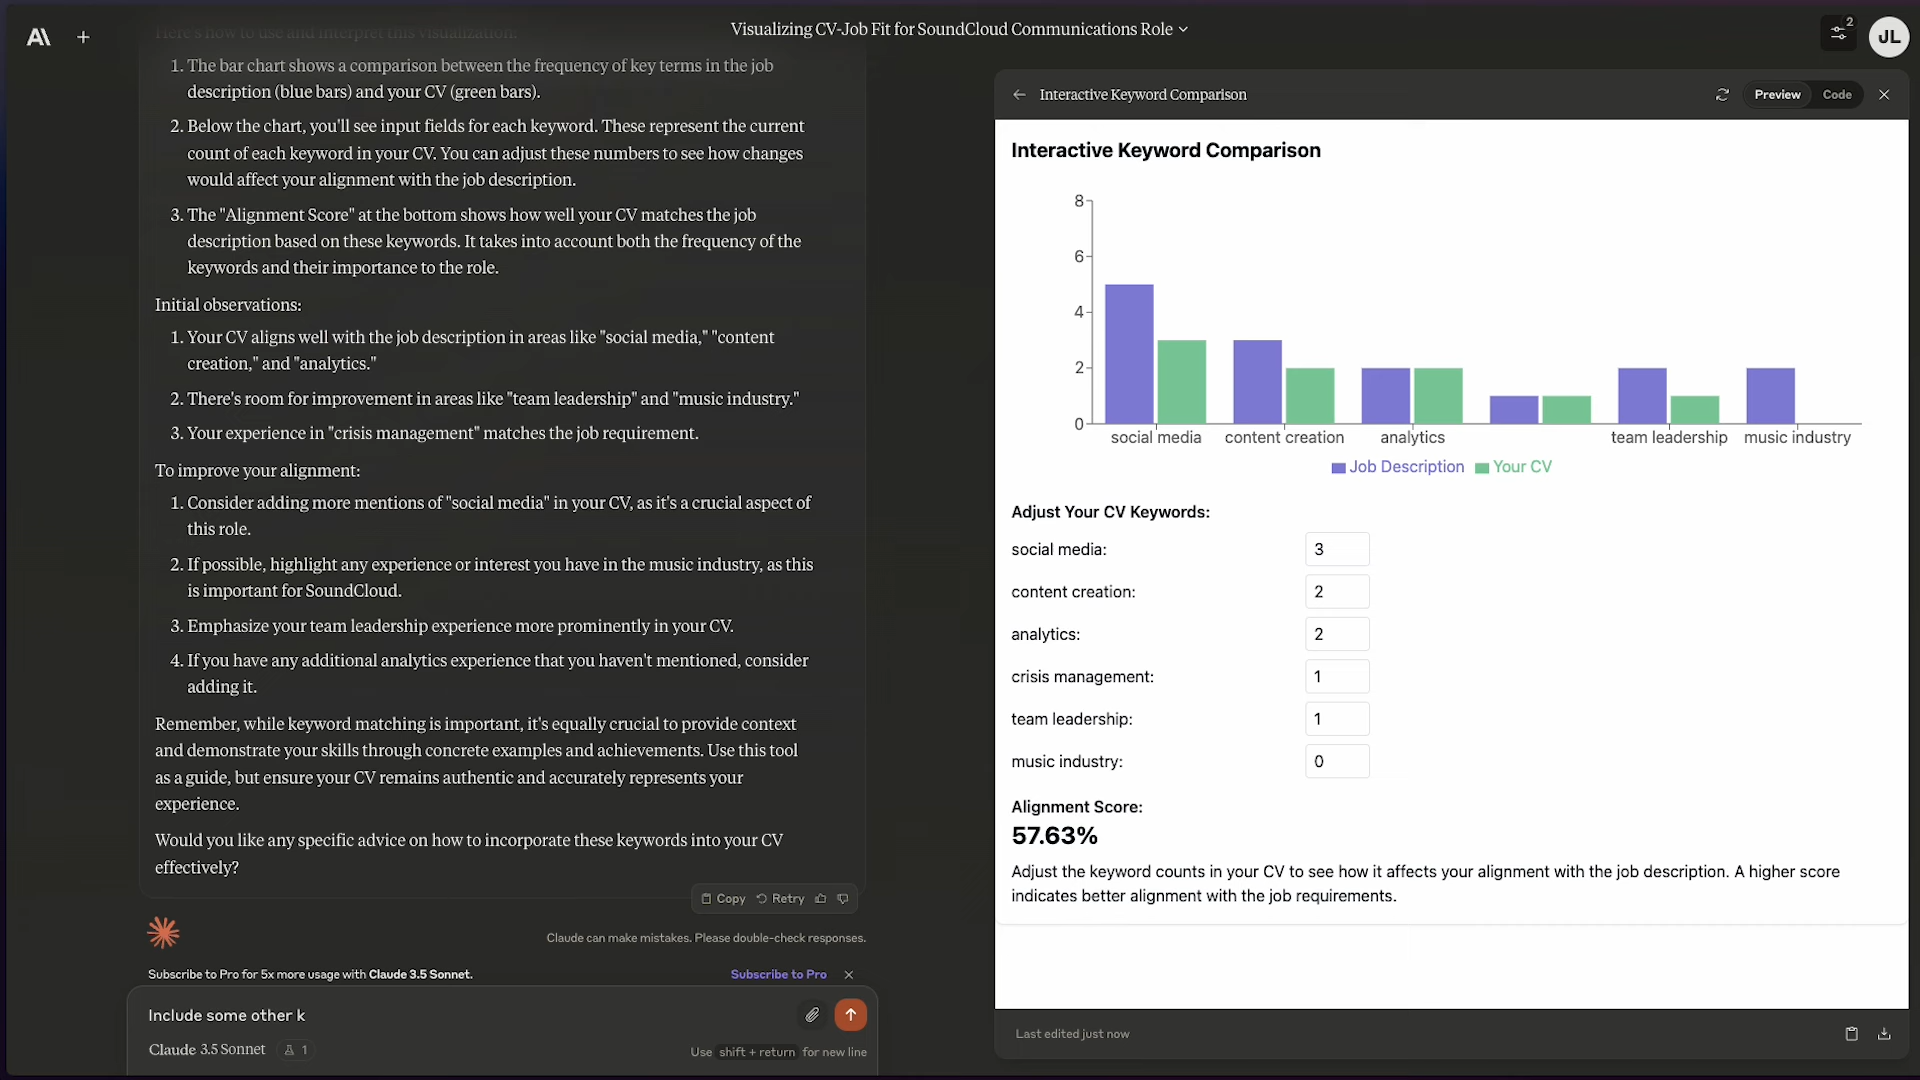 Visualizing CV-Job Fit for SoundCloud Communications Role
2
JL
Here's how to use and interpret this visualization:
1. The bar chart shows a comparison between the frequency of key terms in the job
description (blue bars) and your CV (green bars).
2. Below the chart, you'll see input fields for each keyword. These represent the current
count of each keyword in your CV. You can adjust these numbers to see how changes
would affect your alignment with the job description.
3. The "Alignment Score" at the bottom shows how well your CV matches the job
description based on these keywords. It takes into account both the frequency of the
keywords and their importance to the role.
Initial observations:
1. Your CV aligns well with the job description in areas like "social media," "content
creation," and "analytics."
2. There's room for improvement in areas like "team leadership" and "music industry."
3. Your experience in "crisis management" matches the job requirement.
To improve your alignment:
1. Consider adding more mentions of "social media" in your CV, as it's a crucial aspect of
this role.
2. If possible, highlight any experience or interest you have in the music industry, as this
is important for SoundCloud.
3. Emphasize your team leadership experience more prominently in your CV.
4. If you have any additional analytics experience that you haven't mentioned, consider
adding it.
Remember, while keyword matching is important, it's equally crucial to provide context
and demonstrate your skills through concrete examples and achievements. Use this tool
as a guide, but ensure your CV remains authentic and accurately represents your
experience.
Would you like any specific advice on how to incorporate these keywords into your CV
effectively?
Copy Retry
Claude can make mistakes. Please double-check responses.
Subscribe to Pro for 5x more usage with Claude 3.5 Sonnet.
Subscribe to Pro
Include some other k
Claude 3.5 Sonnet 1
Use shift + return for new line
Interactive Keyword Comparison
Preview Code
Interactive Keyword Comparison
8
6
4
2
0
social media content creation analytics team leadership music industry
Job Description Your CV
Adjust Your CV Keywords:
social media: 3
content creation: 2
analytics: 2
crisis management: 1
team leadership: 1
music industry: 0
Alignment Score:
57.63%
Adjust the keyword counts in your CV to see how it affects your alignment with the job description. A higher score
indicates better alignment with the job requirements.
Last edited just now